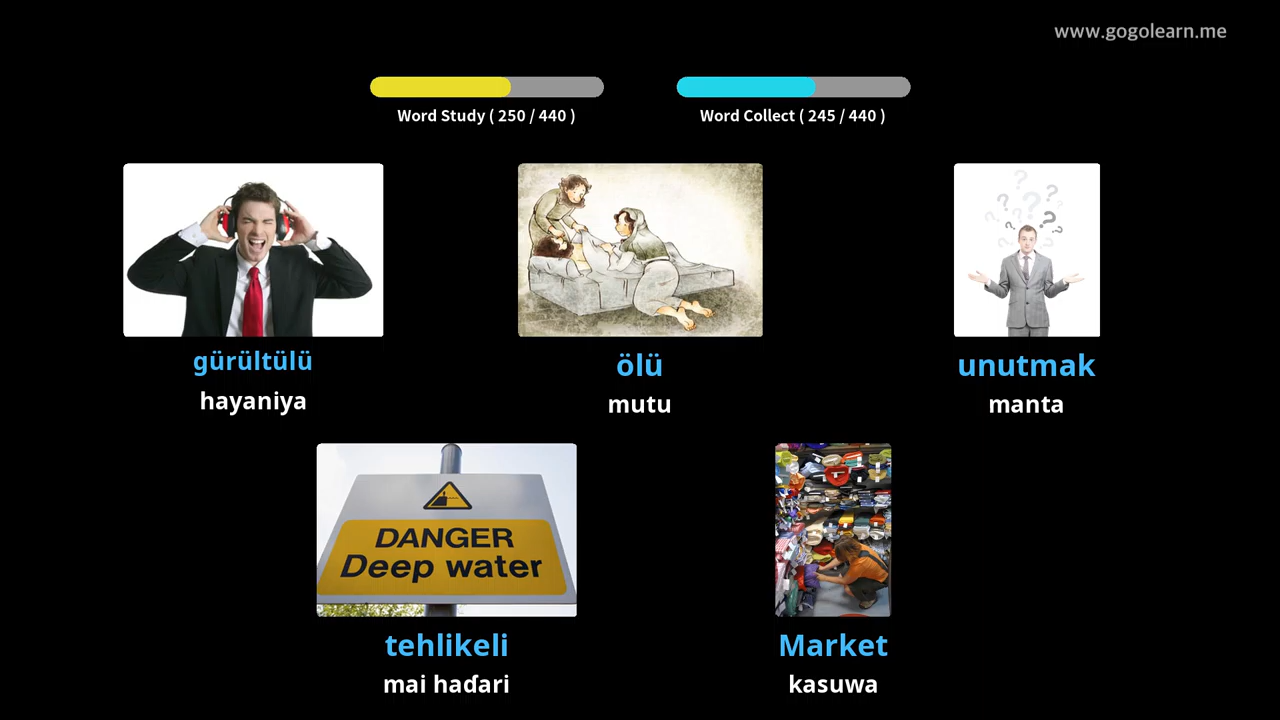 www.gogolearn.me
Word Study ( 250 / 440 )
Word Collect ( 245 / 440 )
gürültülü
hayaniya
ölü
mutu
unutmak
manta
DANGER
Deep water
tehlikeli
mai haɗari
Market
kasuwa